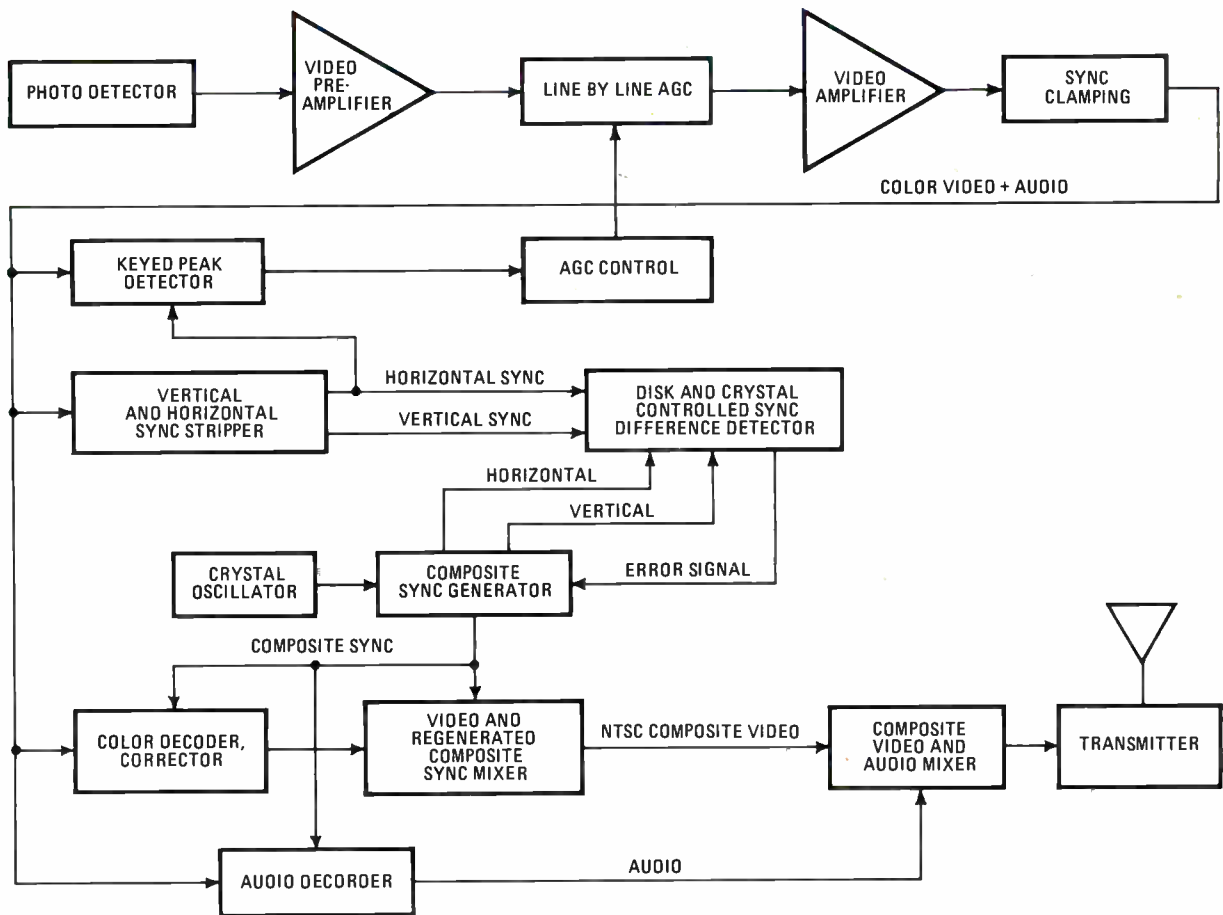 PHOTO DETECTOR
VIDEO
PRE-
AMPLIFIER
LINE BY LINE AGC
VIDEO
AMPLIFIER
SYNC
CLAMPING
COLOR VIDEO + AUDIO
KEYED PEAK
DETECTOR
AGC CONTROL
VERTICAL
AND HORIZONTAL
SYNC STRIPPER
HORIZONTAL SYNC
VERTICAL SYNC
DISK AND CRYSTAL
CONTROLLED SYNC
DIFFERENCE DETECTOR
HORIZONTAL
VERTICAL
CRYSTAL
OSCILLATOR
COMPOSITE
SYNC GENERATOR
ERROR SIGNAL
COMPOSITE SYNC
COLOR DECODER,
CORRECTOR
VIDEO AND
REGENERATED
COMPOSITE
SYNC MIXER
NTSC COMPOSITE VIDEO
COMPOSITE
VIDEO AND
AUDIO MIXER
TRANSMITTER
AUDIO DECORDER
AUDIO